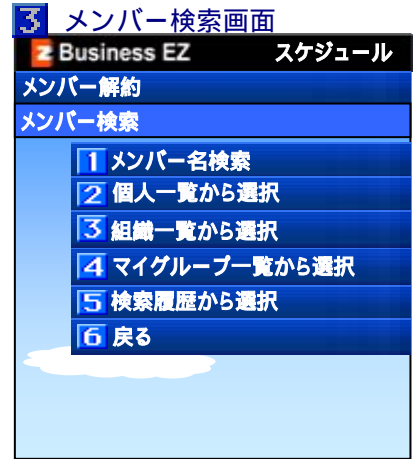 3 メンバー検索画面
z Business EZ スケジュール
メンバー解約
メンバー検索
1 メンバー名検索
2 個人一覧から選択
3 組織一覧から選択
4 マイグループ一覧から選択
5 検索履歴から選択
6 戻る